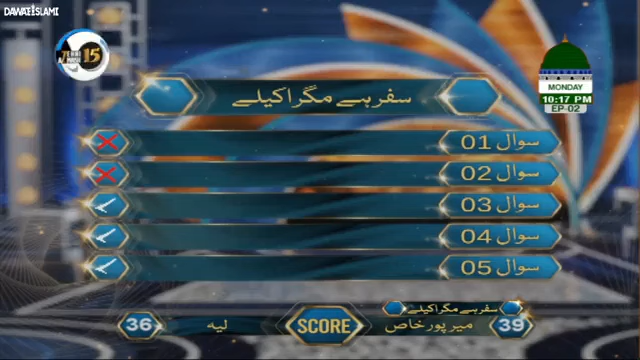 DAWATEISLAMI
15
MONDAY
10:17 PM
EP-02
سفر ہے مگر اکیلے
سوال 01
سوال 02
سوال 03
سوال 04
سوال 05
سفر ہے مگر اکیلے
39 میر پور خاص SCORE لیہ 36